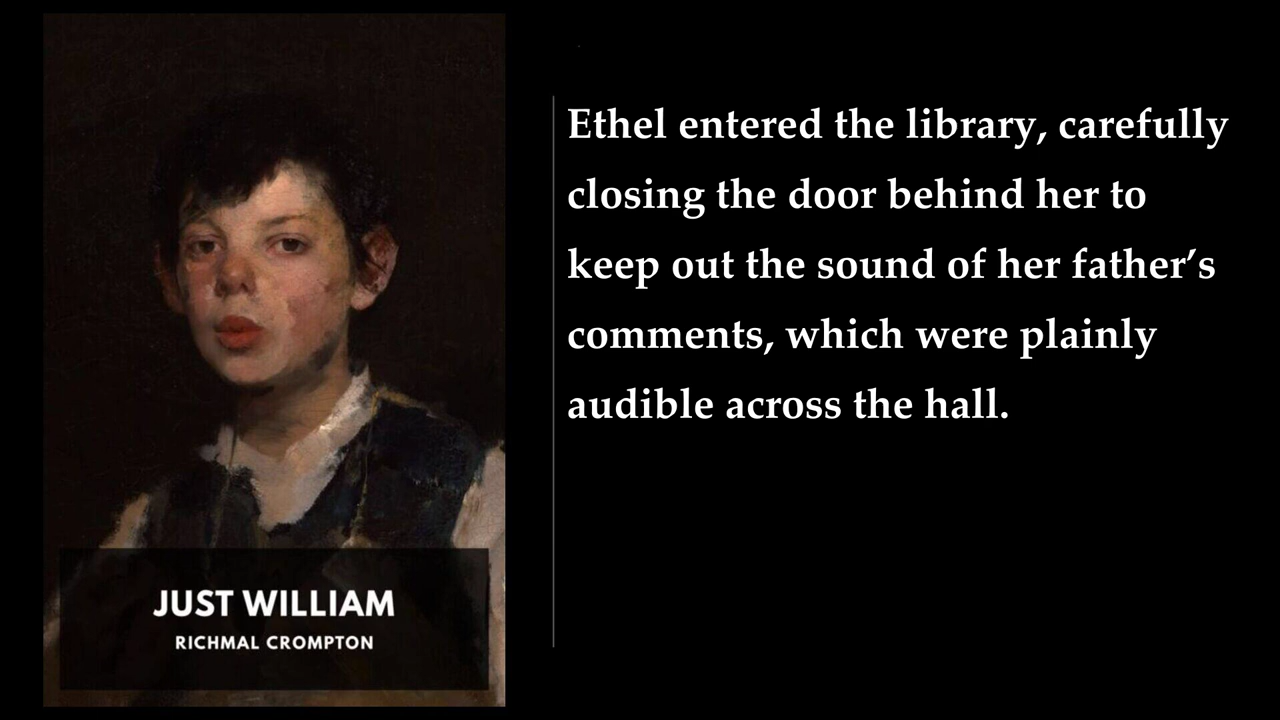 JUST WILLIAM
RICHMAL CROMPTON
Ethel entered the library, carefully
closing the door behind her to
keep out the sound of her father’s
comments, which were plainly
audible across the hall.